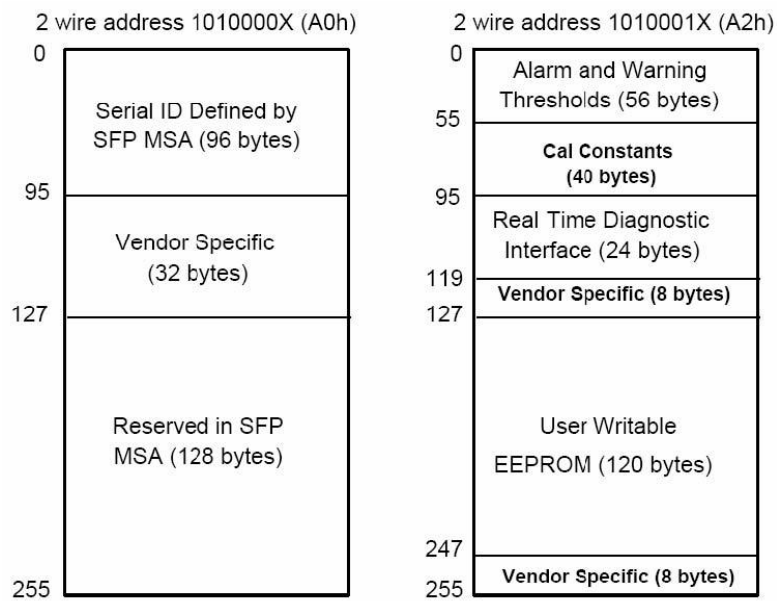 2 wire address 1010000X (A0h)
0
Serial ID Defined by
SFP MSA (96 bytes)
95
Vendor Specific
(32 bytes)
127
Reserved in SFP
MSA (128 bytes)
255
2 wire address 1010001X (A2h)
0
Alarm and Warning
Thresholds (56 bytes)
55
Cal Constants
(40 bytes)
95
Real Time Diagnostic
Interface (24 bytes)
119
Vendor Specific (8 bytes)
127
User Writable
EEPROM (120 bytes)
247
Vendor Specific (8 bytes)
255